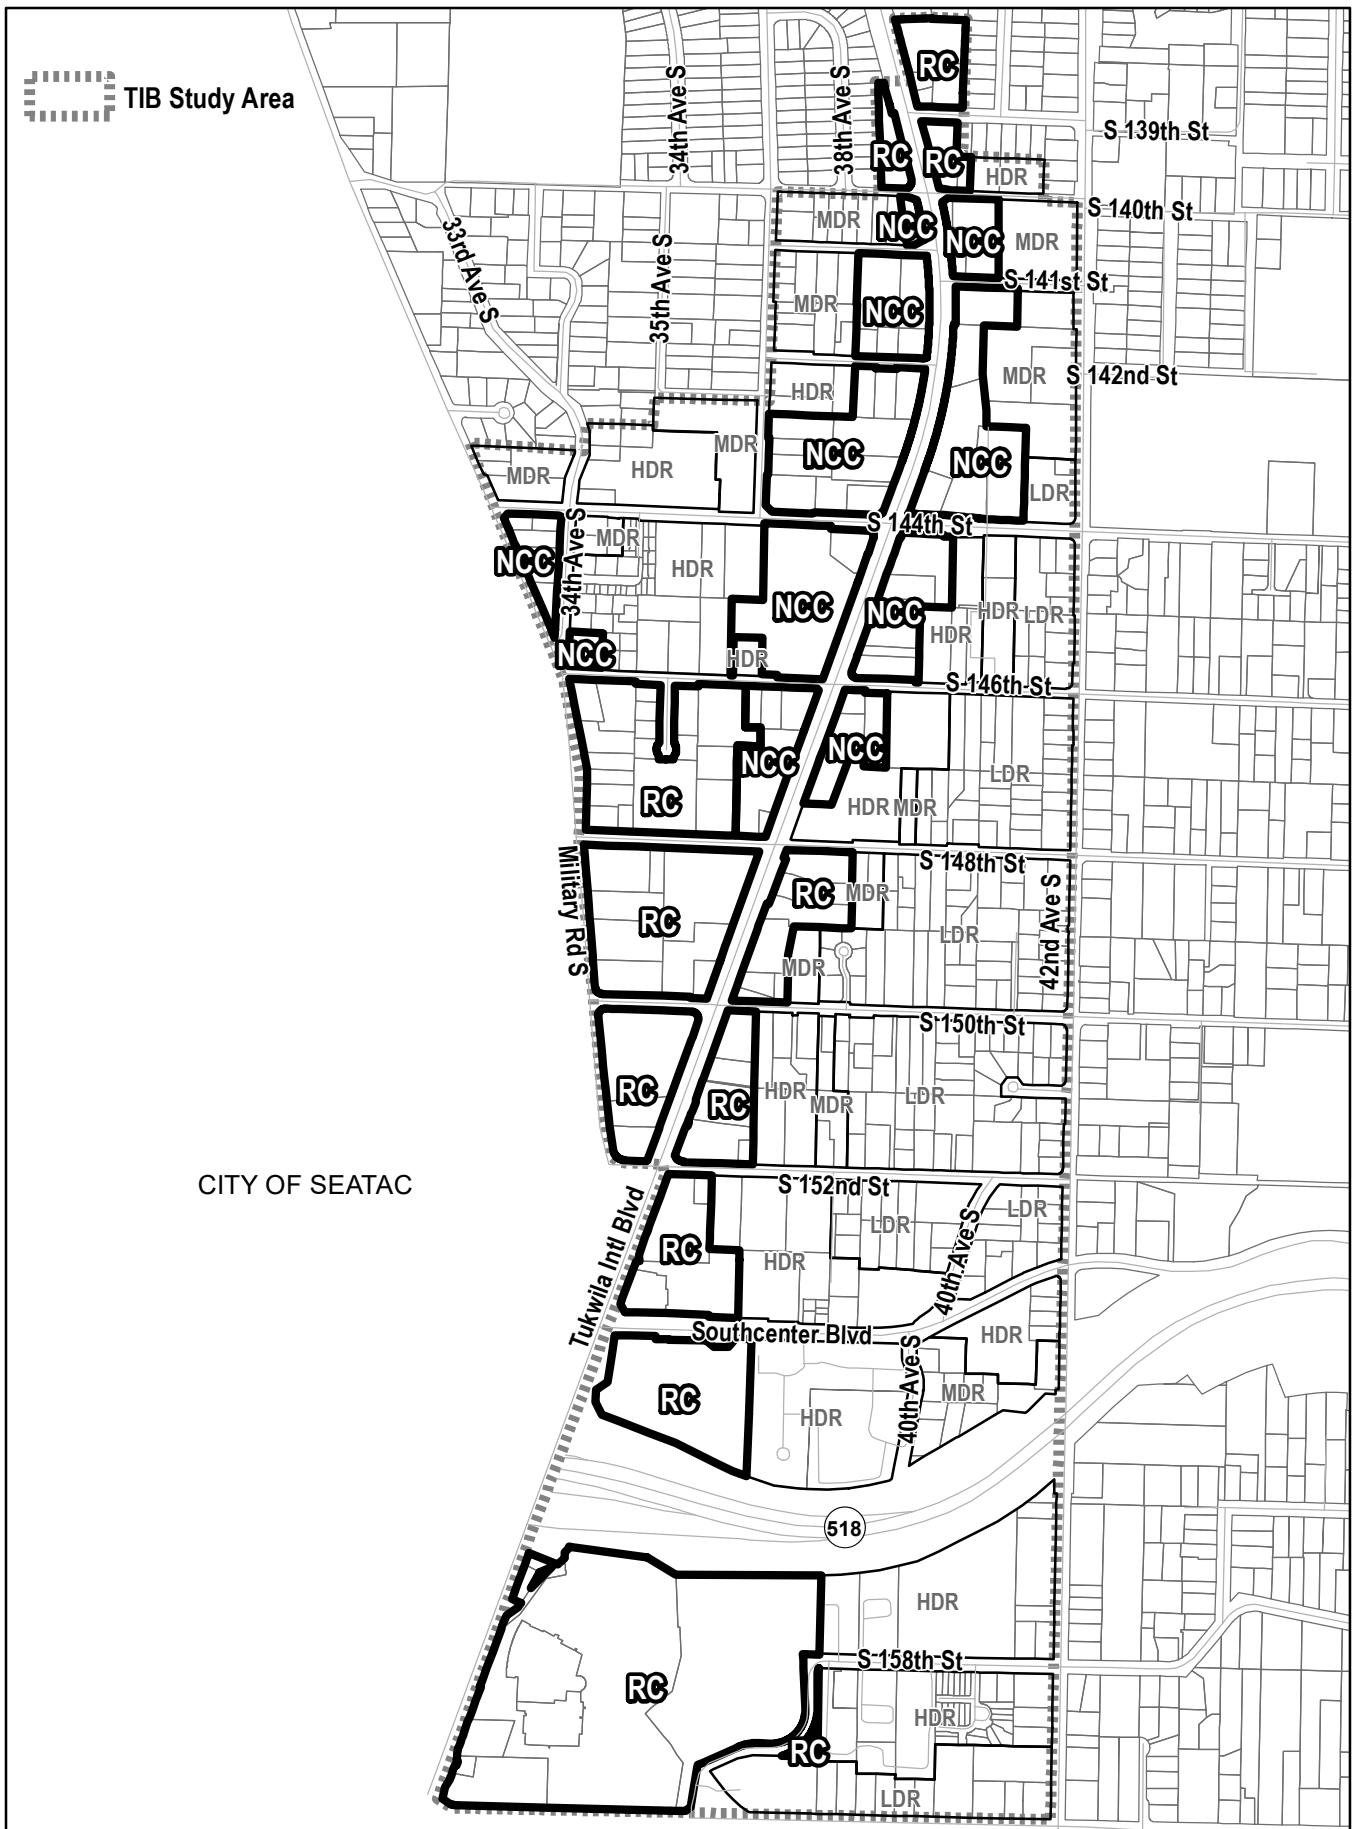 RC
34th Ave S
38th Ave S
TIB Study Area
S 139th St
RC
RC
HDR
S 140th St
MDR
NCC
NCC
MDR
33rd Ave S
35th Ave S
S 141st St
MDR
NCC
MDR
S 142nd St
HDR
MDR
NCC
NCC
HDR
MDR
LDR
S 144th St
MDR
NCC
34th Ave S
HDR
NCC
NCC
HDR
LDR
HDR
NCC
HDR
S 146th St
NCC
NCC
LDR
RC
HDR
MDR
S 148th St
Military Rd S
RC
MDR
RC
42nd Ave S
LDR
MDR
S 150th St
RC
RC
HDR
MDR
LDR
CITY OF SEATAC
S 152nd St
LDR
LDR
Tukwila Intl Blvd
RC
HDR
40th Ave S
Southcenter Blvd
HDR
RC
HDR
40th Ave S
MDR
518
HDR
S 158th St
RC
HDR
RC
LDR